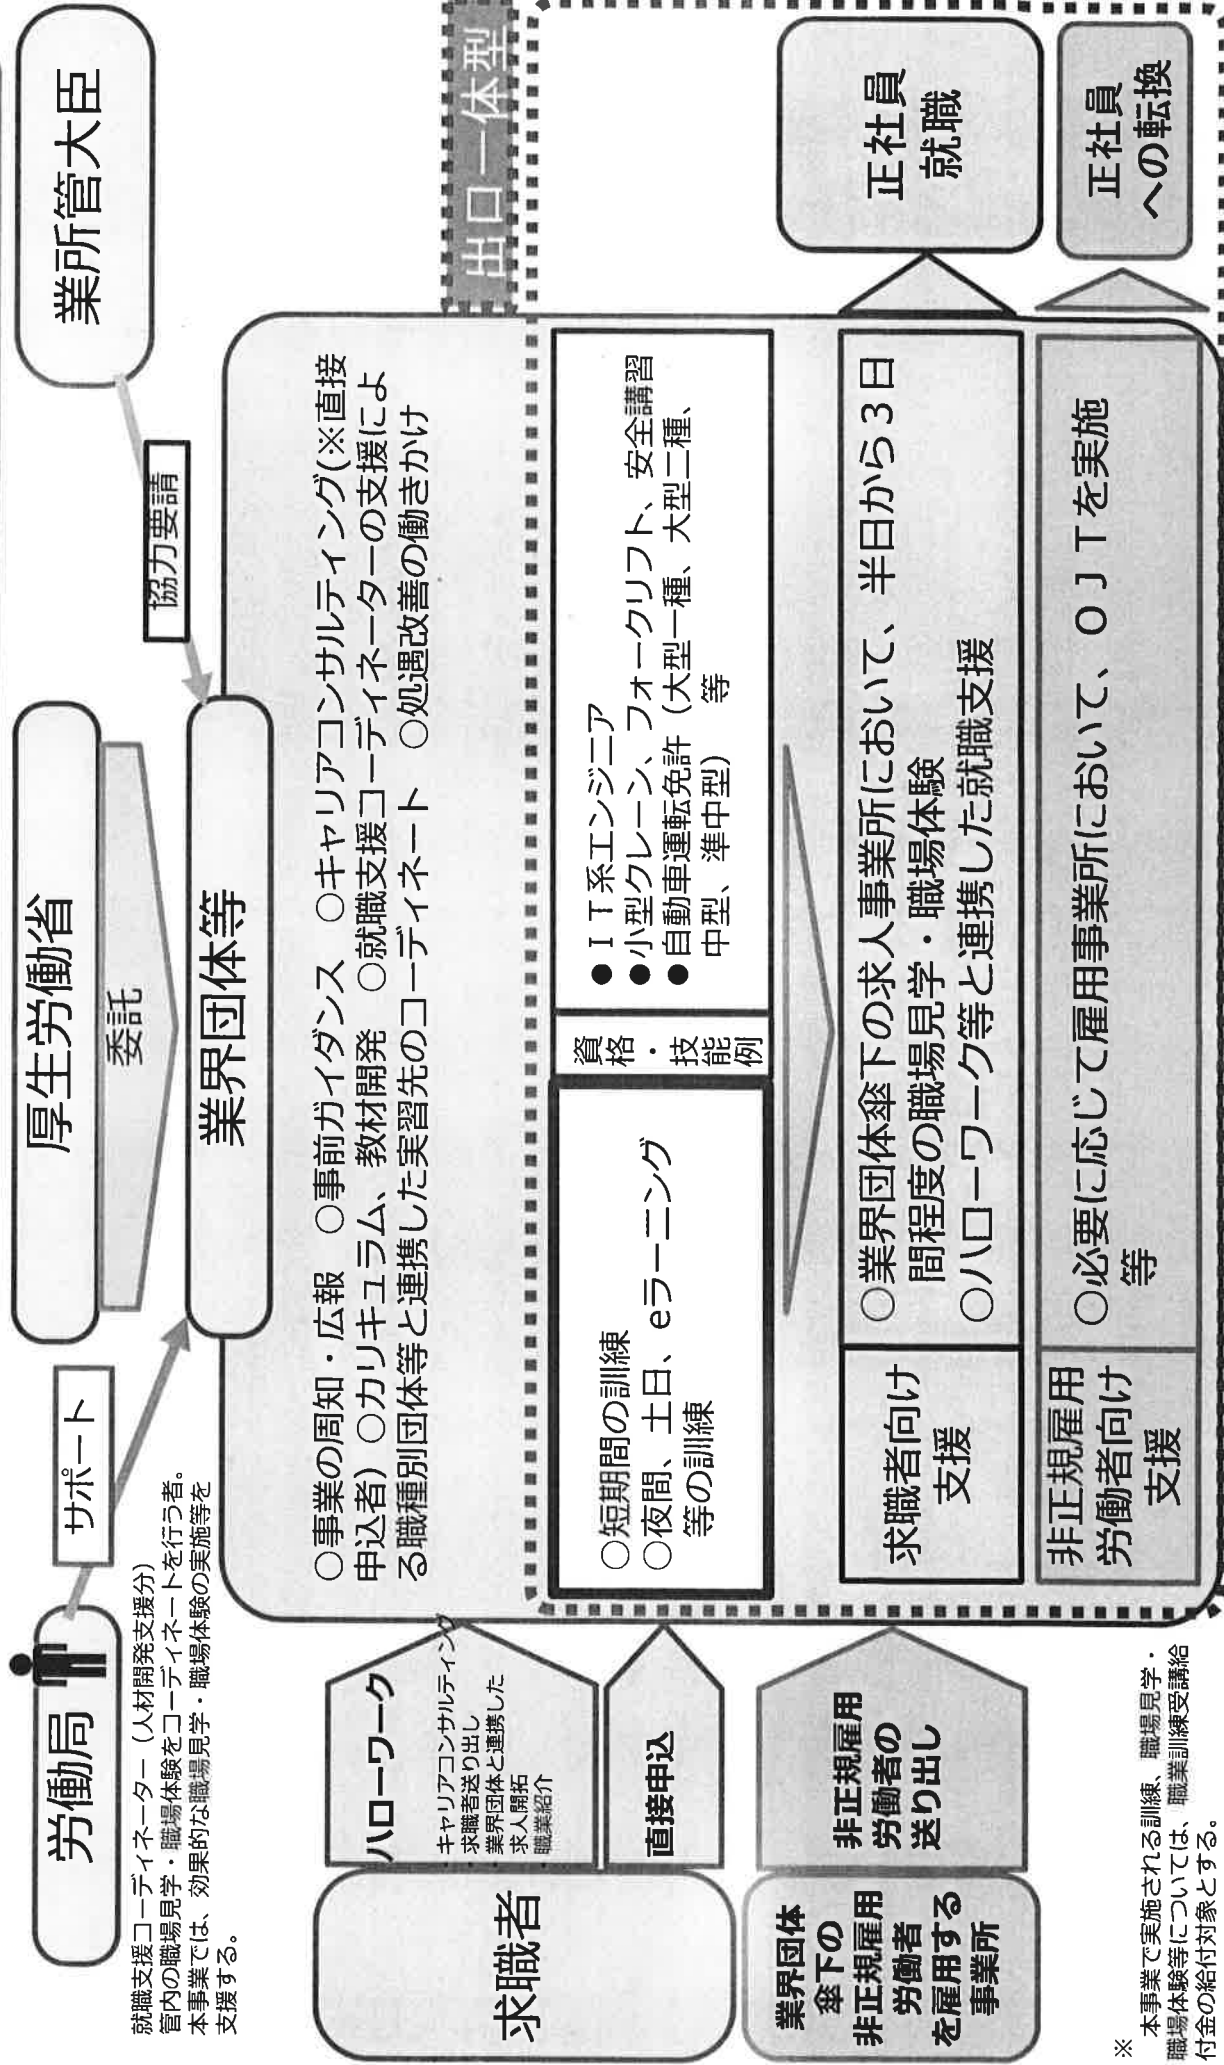 労働局
サポート
就職支援コーディネーター（人材開発支援分）
管内の職場見学・職場体験をコーディネートを行う者。
本事業では、効果的な職場見学・職場体験の実施等を
支援する。
厚生労働省
委託
業界団体等
業所管大臣
協力要請
○事業の周知・広報　○事前ガイダンス　○キャリアコンサルティング(※直接
申込者）○カリキュラム、教材開発　○就職支援コーディネーターの支援によ
る職種別団体等と連携した実習先のコーディネート　○処遇改善の働きかけ
出口一体型
求職者
ハローワーク
キャリアコンサルティング
求職者送り出し
業界団体と連携した
求人開拓
職業紹介
直接申込
業界団体
傘下の
非正規雇用
労働者
を雇用する
事業所
非正規雇用
労働者の
送り出し
○短期間の訓練
○夜間、土日、eラーニング
等の訓練
資格・技能例
●ＩＴ系エンジニア
●小型クレーン、フォークリフト、安全講習
●自動車運転免許（大型一種、大型二種、
中型、準中型）　等
求職者向け
支援
○業界団体傘下の求人事業所において、半日から３日
間程度の職場見学・職場体験
○ハローワーク等と連携した就職支援
正社員
就職
非正規雇用
労働者向け
支援
○必要に応じて雇用事業所において、ＯＪＴを実施
等
正社員
への転換
※
本事業で実施される訓練、職場見学・
職場体験等については、職業訓練受講給
付金の給付対象とする。